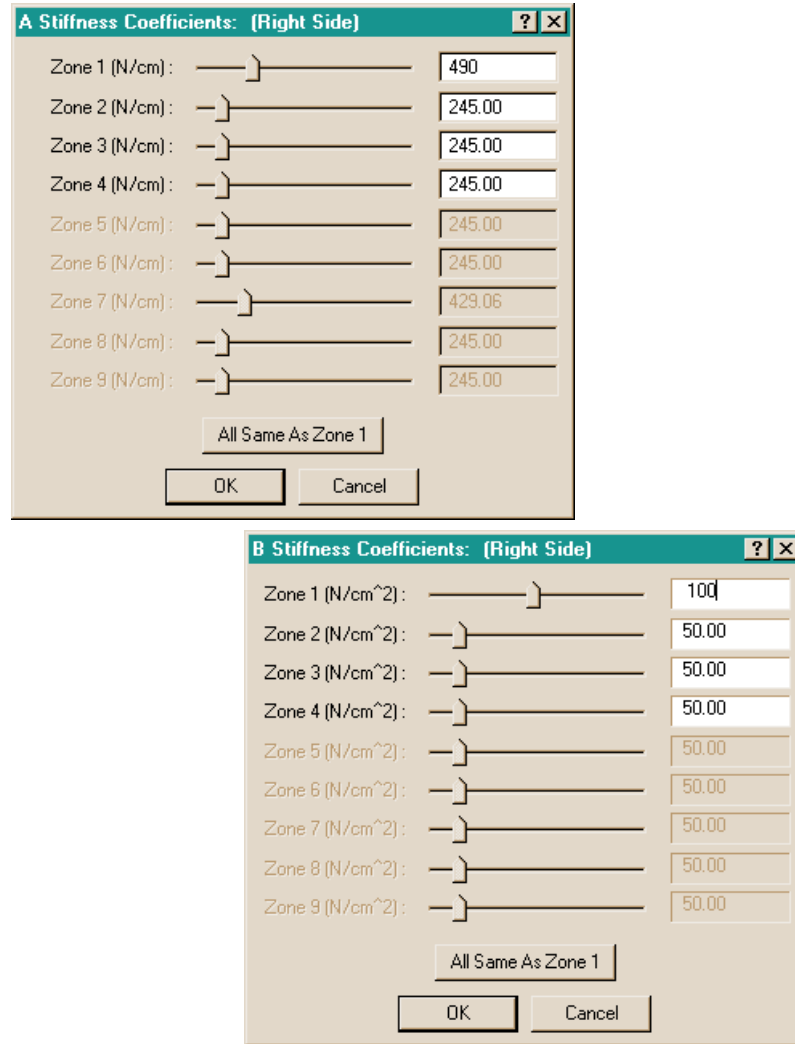 A Stiffness Coefficients: (Right Side) ? X
Zone 1 (N/cm) : 490
Zone 2 (N/cm) : 245.00
Zone 3 (N/cm) : 245.00
Zone 4 (N/cm) : 245.00
Zone 5 (N/cm) : 245.00
Zone 6 (N/cm) : 245.00
Zone 7 (N/cm) : 429.06
Zone 8 (N/cm) : 245.00
Zone 9 (N/cm) : 245.00
All Same As Zone 1
OK Cancel
B Stiffness Coefficients: (Right Side) ? X
Zone 1 (N/cm^2) : 100
Zone 2 (N/cm^2) : 50.00
Zone 3 (N/cm^2) : 50.00
Zone 4 (N/cm^2) : 50.00
Zone 5 (N/cm^2) : 50.00
Zone 6 (N/cm^2) : 50.00
Zone 7 (N/cm^2) : 50.00
Zone 8 (N/cm^2) : 50.00
Zone 9 (N/cm^2) : 50.00
All Same As Zone 1
OK Cancel